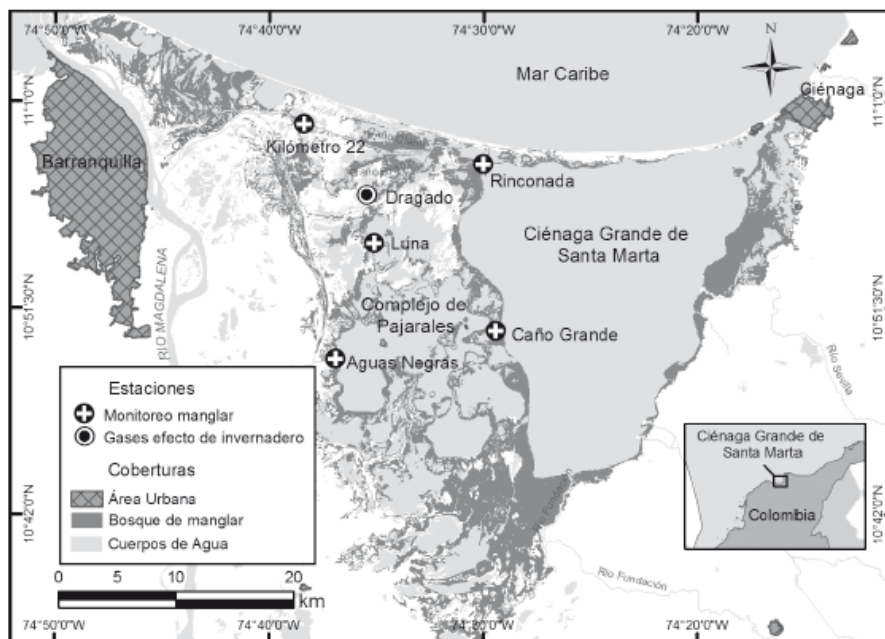 74°50'0"W
74°40'0"W
74°30'0"W
74°20'0"W
N
Mar Caribe
Ciénaga
11°1'0"N
11°1'0"N
Barranquilla
Kilómetro 22
Rinconada
Dragado
Ciénaga Grande de
Santa Marta
Luna
10°51'30"N
10°51'30"N
RÍO MAGDALENA
Complejo de
Pajarales
Caño Grande
Aguas Negras
Río Sevilla
Estaciones
Monitoreo manglar
Gases efecto de invernadero
Coberturas
Área Urbana
Bosque de manglar
Cuerpos de Agua
Ciénaga Grande de
Santa Marta
Colombia
10°42'0"N
10°42'0"N
Río Fundación
0
5
10
20
km
74°50'0"W
74°40'0"W
74°20'0"W
74°20'0"W